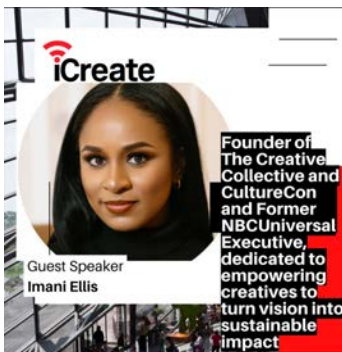 iCreate
Guest Speaker
Imani Ellis
Founder of
The Creative
Collective and
CultureCon
and Former
NBCUniversal
Executive,
dedicated to
empowering
creatives to
turn vision into
sustainable
impact